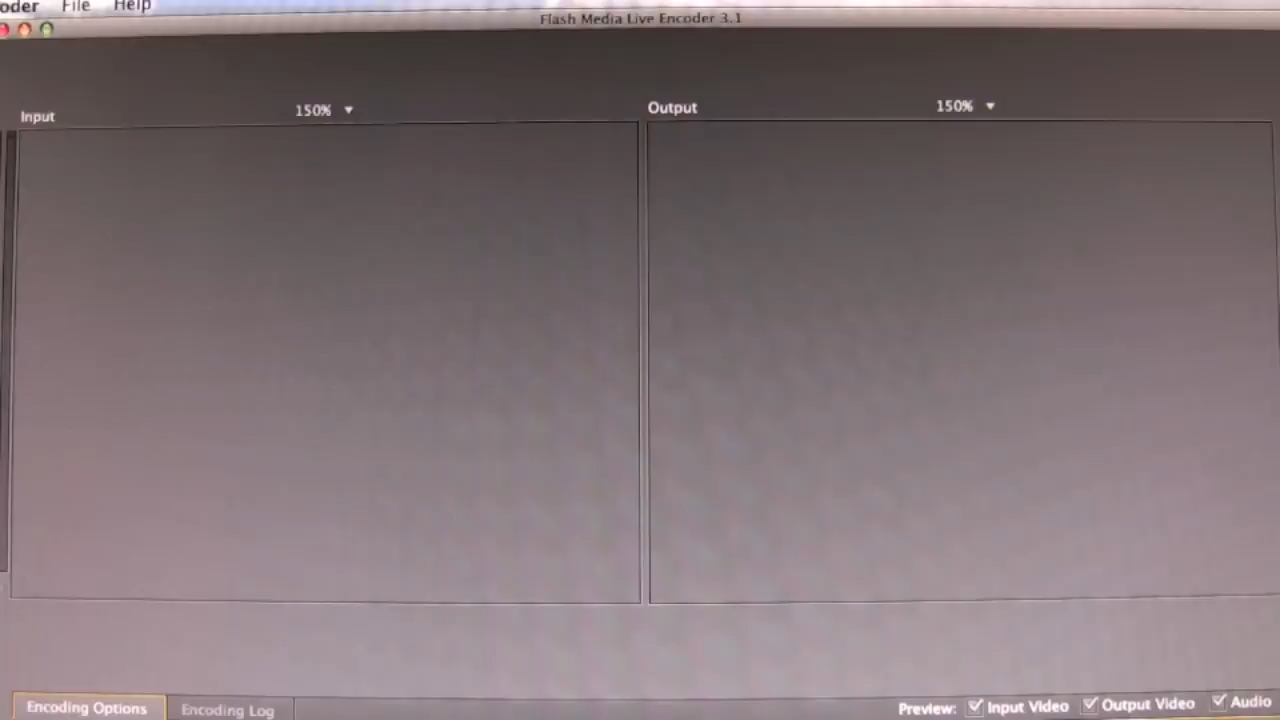 oder File Help
Flash Media Live Encoder 3.1
Input 150% Output 150%
Encoding Options Encoding Log Preview: Input Video Output Video Audio